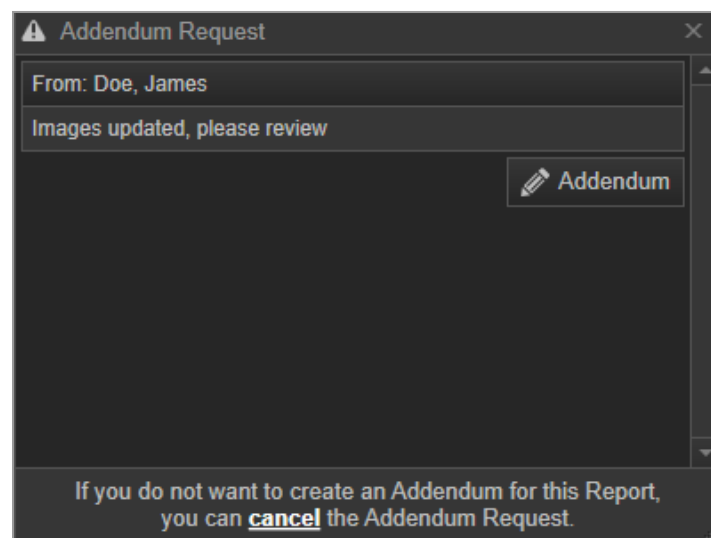 Addendum Request
From: Doe, James
Images updated, please review
Addendum
If you do not want to create an Addendum for this Report,
you can cancel the Addendum Request.